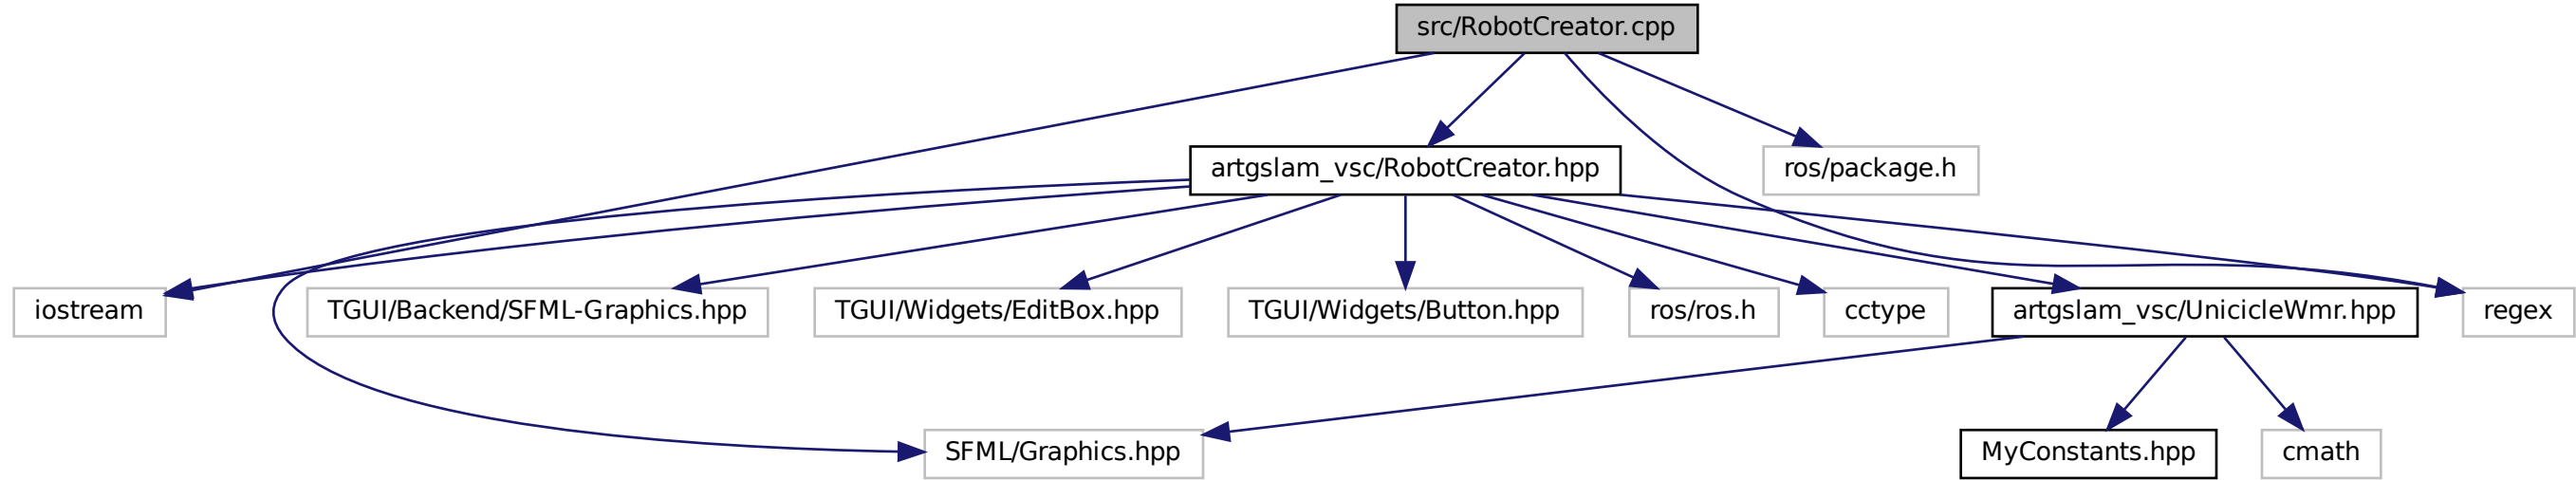 src/RobotCreator.cpp
artgslam_vsc/RobotCreator.hpp
ros/package.h
iostream
TGUI/Backend/SFML-Graphics.hpp
TGUI/Widgets/EditBox.hpp
TGUI/Widgets/Button.hpp
ros/ros.h
cctype
artgslam_vsc/UnicicleWmr.hpp
regex
SFML/Graphics.hpp
MyConstants.hpp
cmath